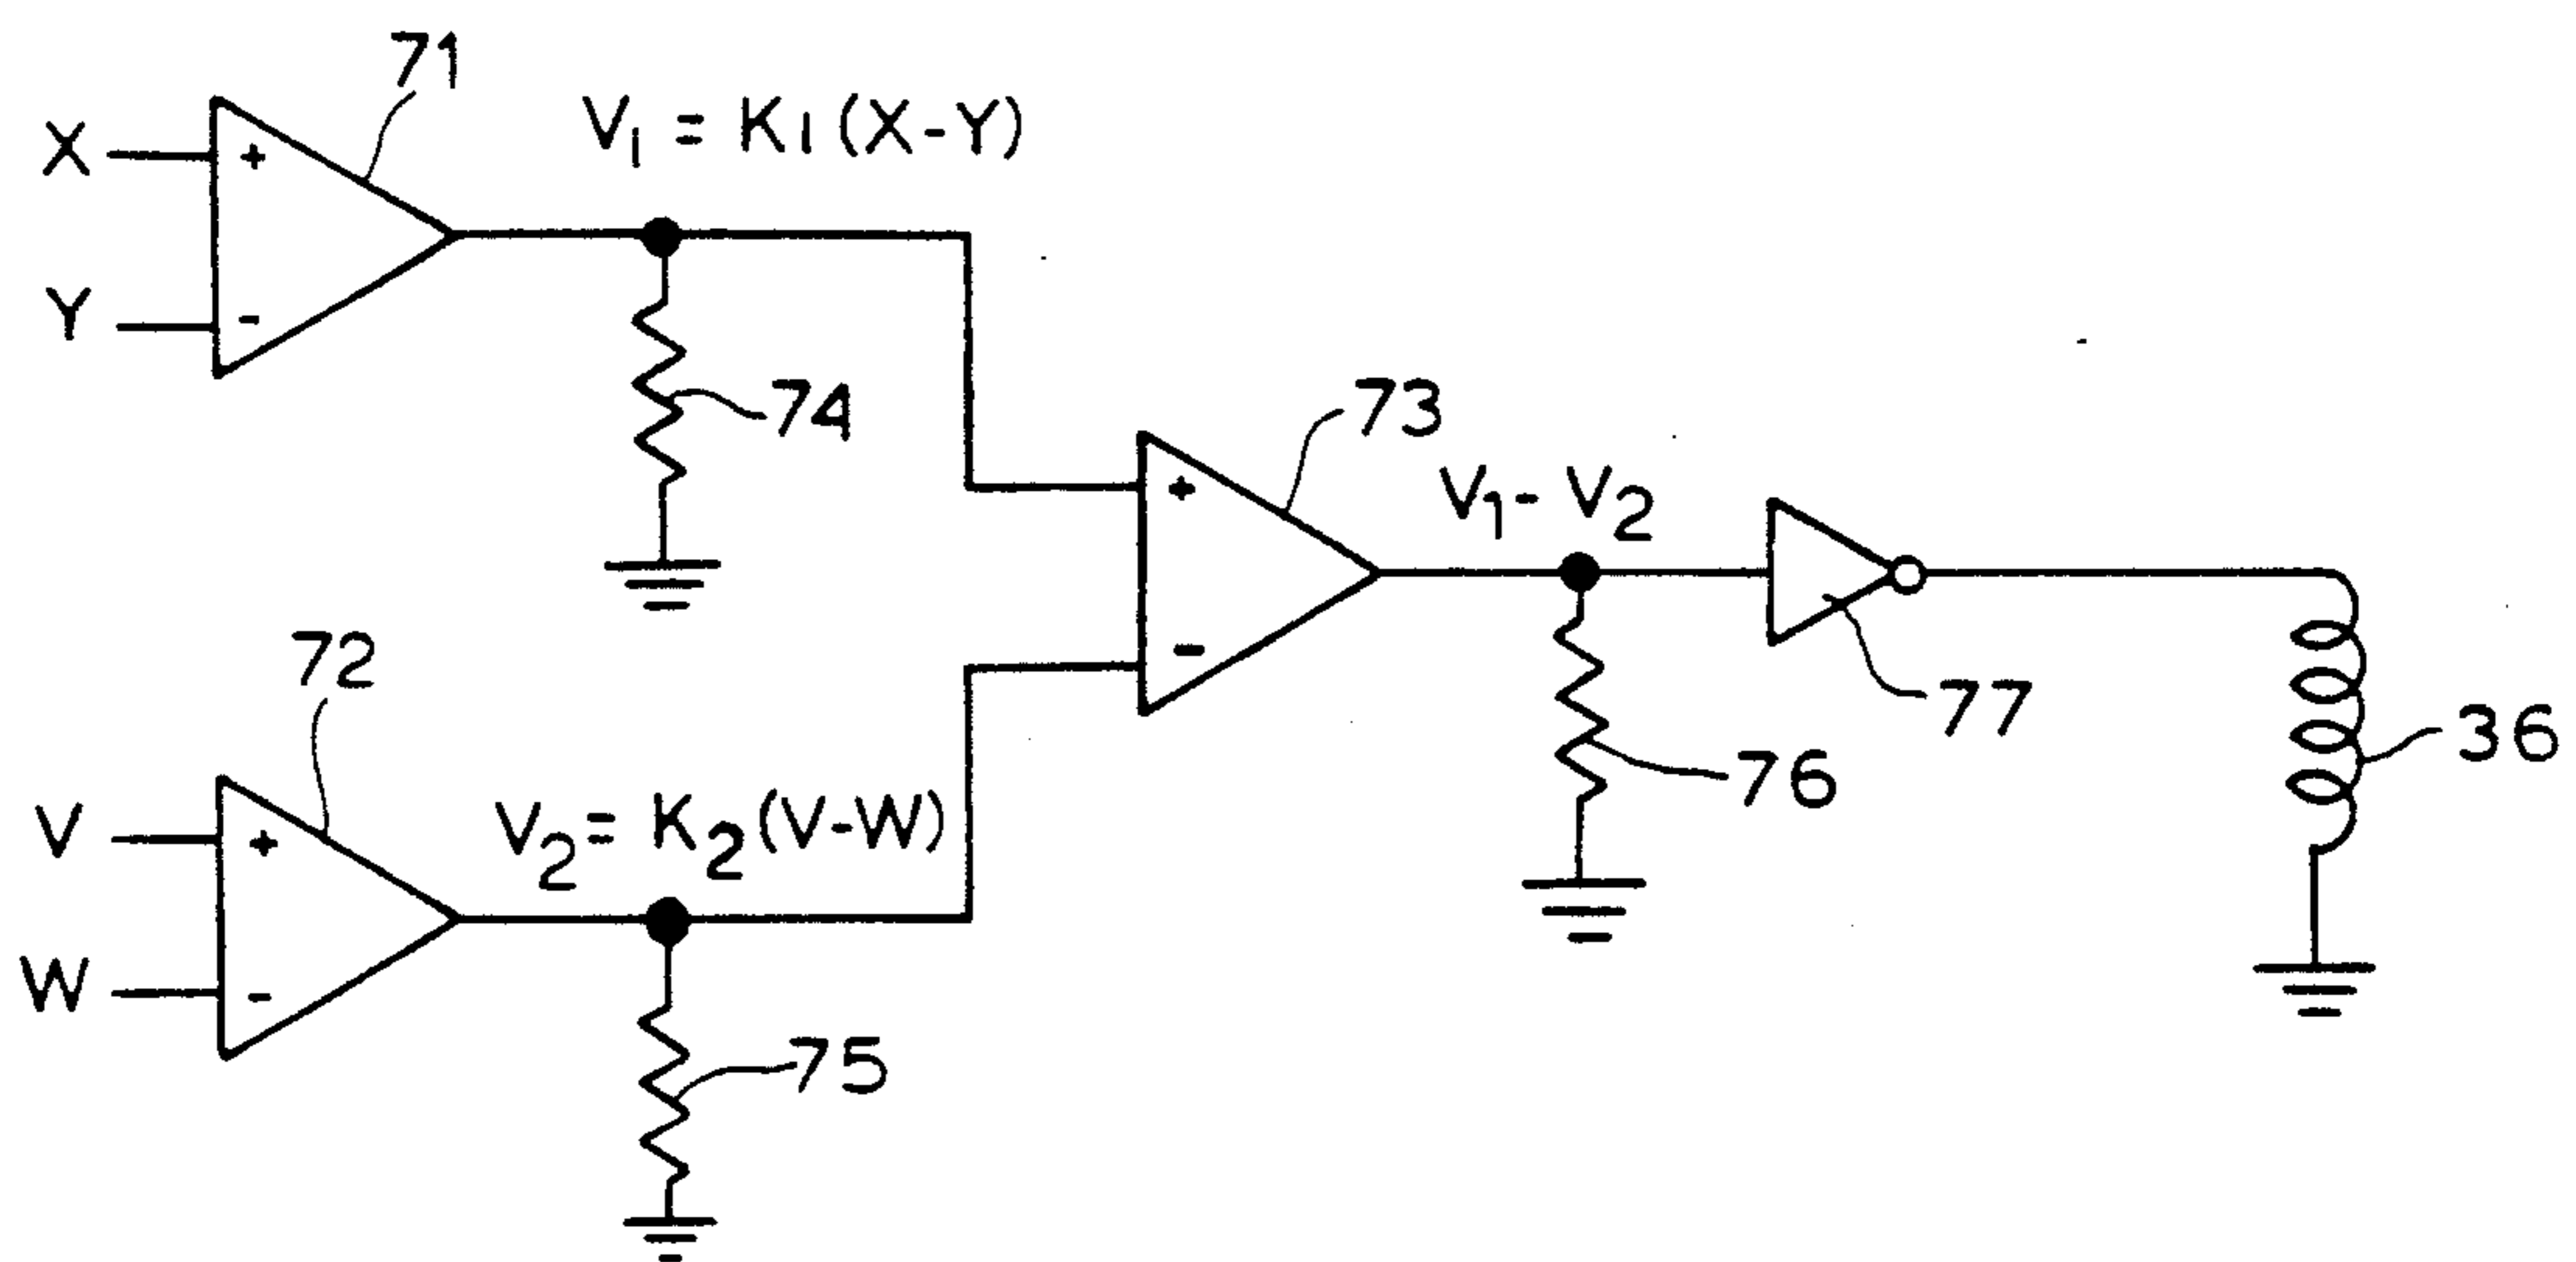 71
X
+
V₁ = K₁ (X-Y)
Y
-
74
73
+
V₁ - V₂
72
-
77
36
V
+
V₂ = K₂ (V-W)
76
W
-
75